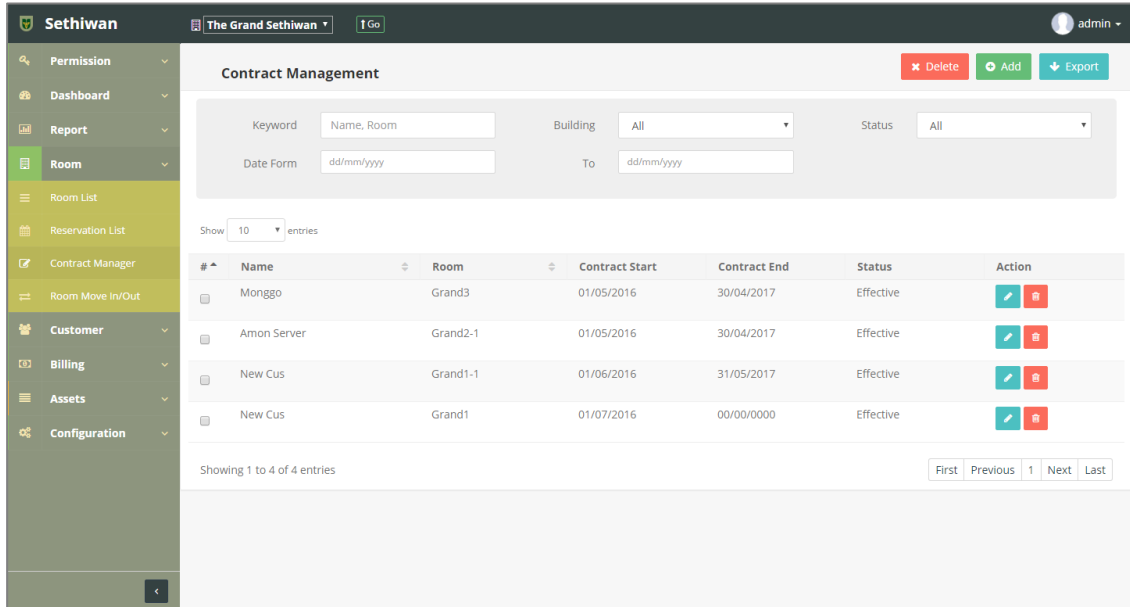 Sethiwan
The Grand Sethiwan Go admin
Permission
Dashboard
Report
Room
Room List
Reservation List
Contract Manager
Room Move In/Out
Customer
Billing
Assets
Configuration
Contract Management Delete Add Export
Keyword Name, Room Building All Status All
Date Form dd/mm/yyyy To dd/mm/yyyy
Show 10 entries
# Name Room Contract Start Contract End Status Action
Monggo Grand3 01/05/2016 30/04/2017 Effective
Amon Server Grand2-1 01/05/2016 30/04/2017 Effective
New Cus Grand1-1 01/06/2016 31/05/2017 Effective
New Cus Grand1 01/07/2016 00/00/0000 Effective
Showing 1 to 4 of 4 entries First Previous 1 Next Last